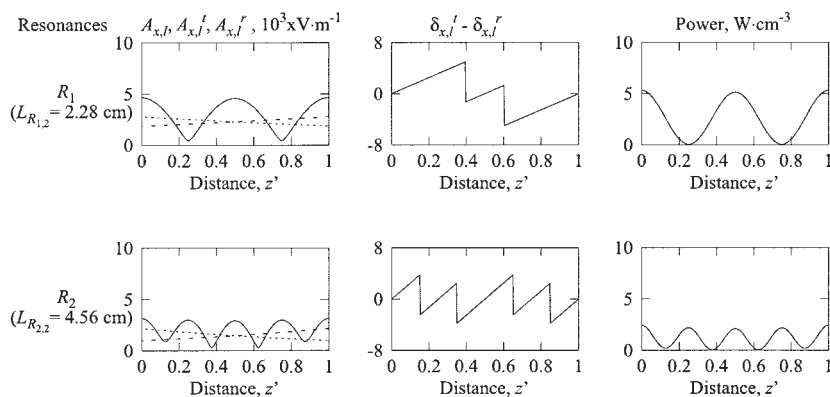 Resonances
A_{x,l}, A_{x,l}^t, A_{x,l}^r , 10^3xV·m^{-1}
δ_{x,l}^t - δ_{x,l}^r
Power, W·cm^{-3}
R_1
(L_{R_{1,2}}= 2.28 cm)
10
5
0
0 0.2 0.4 0.6 0.8 1
Distance, z’
8
0
-8
0 0.2 0.4 0.6 0.8 1
Distance, z’
10
5
0
0 0.2 0.4 0.6 0.8 1
Distance, z’
R_2
(L_{R_{2,2}}= 4.56 cm)
10
5
0
0 0.2 0.4 0.6 0.8 1
Distance, z’
8
0
-8
0 0.2 0.4 0.6 0.8 1
Distance, z’
10
5
0
0 0.2 0.4 0.6 0.8 1
Distance, z’